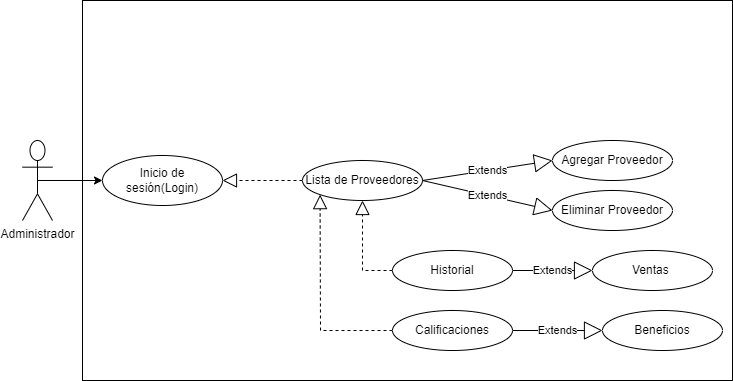 Administrador
Inicio de
sesión(Login)
Lista de Proveedores
Extends
Agregar Proveedor
Extends
Eliminar Proveedor
Historial
Extends
Ventas
Calificaciones
Extends
Beneficios